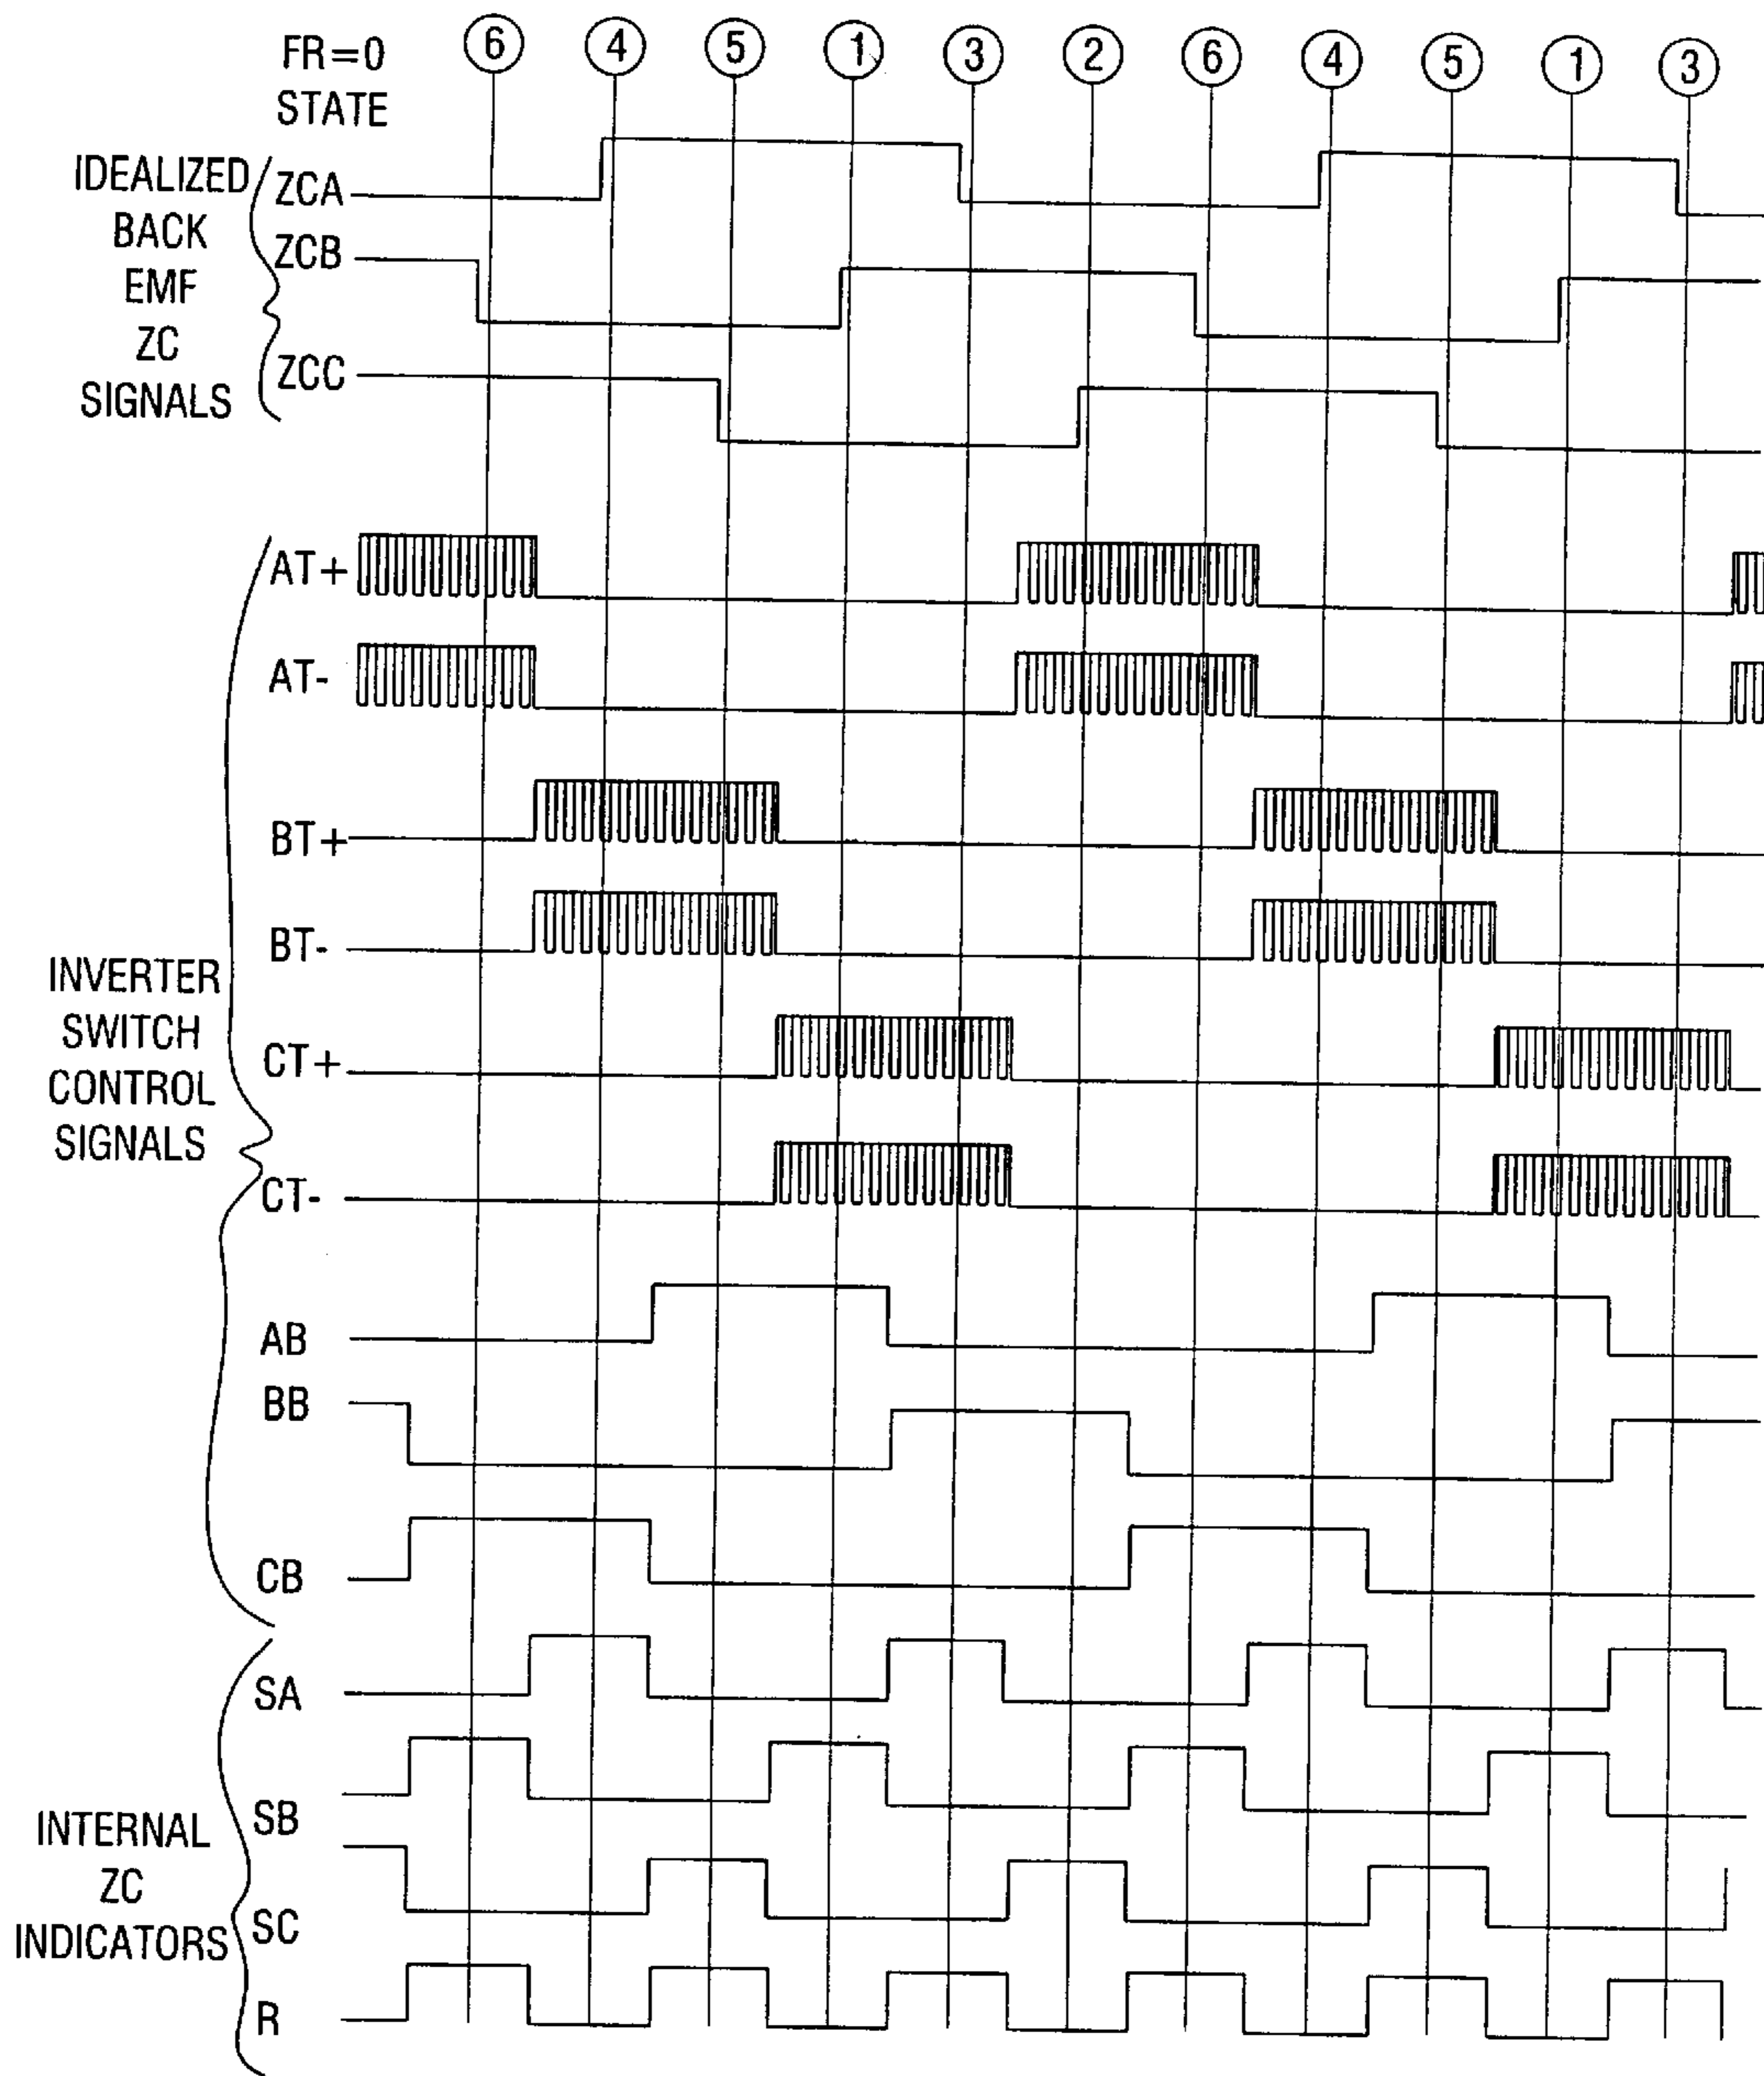 FR=0
STATE
6 4 5 1 3 2 6 4 5 1 3
IDEALIZED
BACK
EMF
ZC
SIGNALS
ZCA
ZCB
ZCC
INVERTER
SWITCH
CONTROL
SIGNALS
AT+
AT-
BT+
BT-
CT+
CT-
AB
BB
CB
INTERNAL
ZC
INDICATORS
SA
SB
SC
R